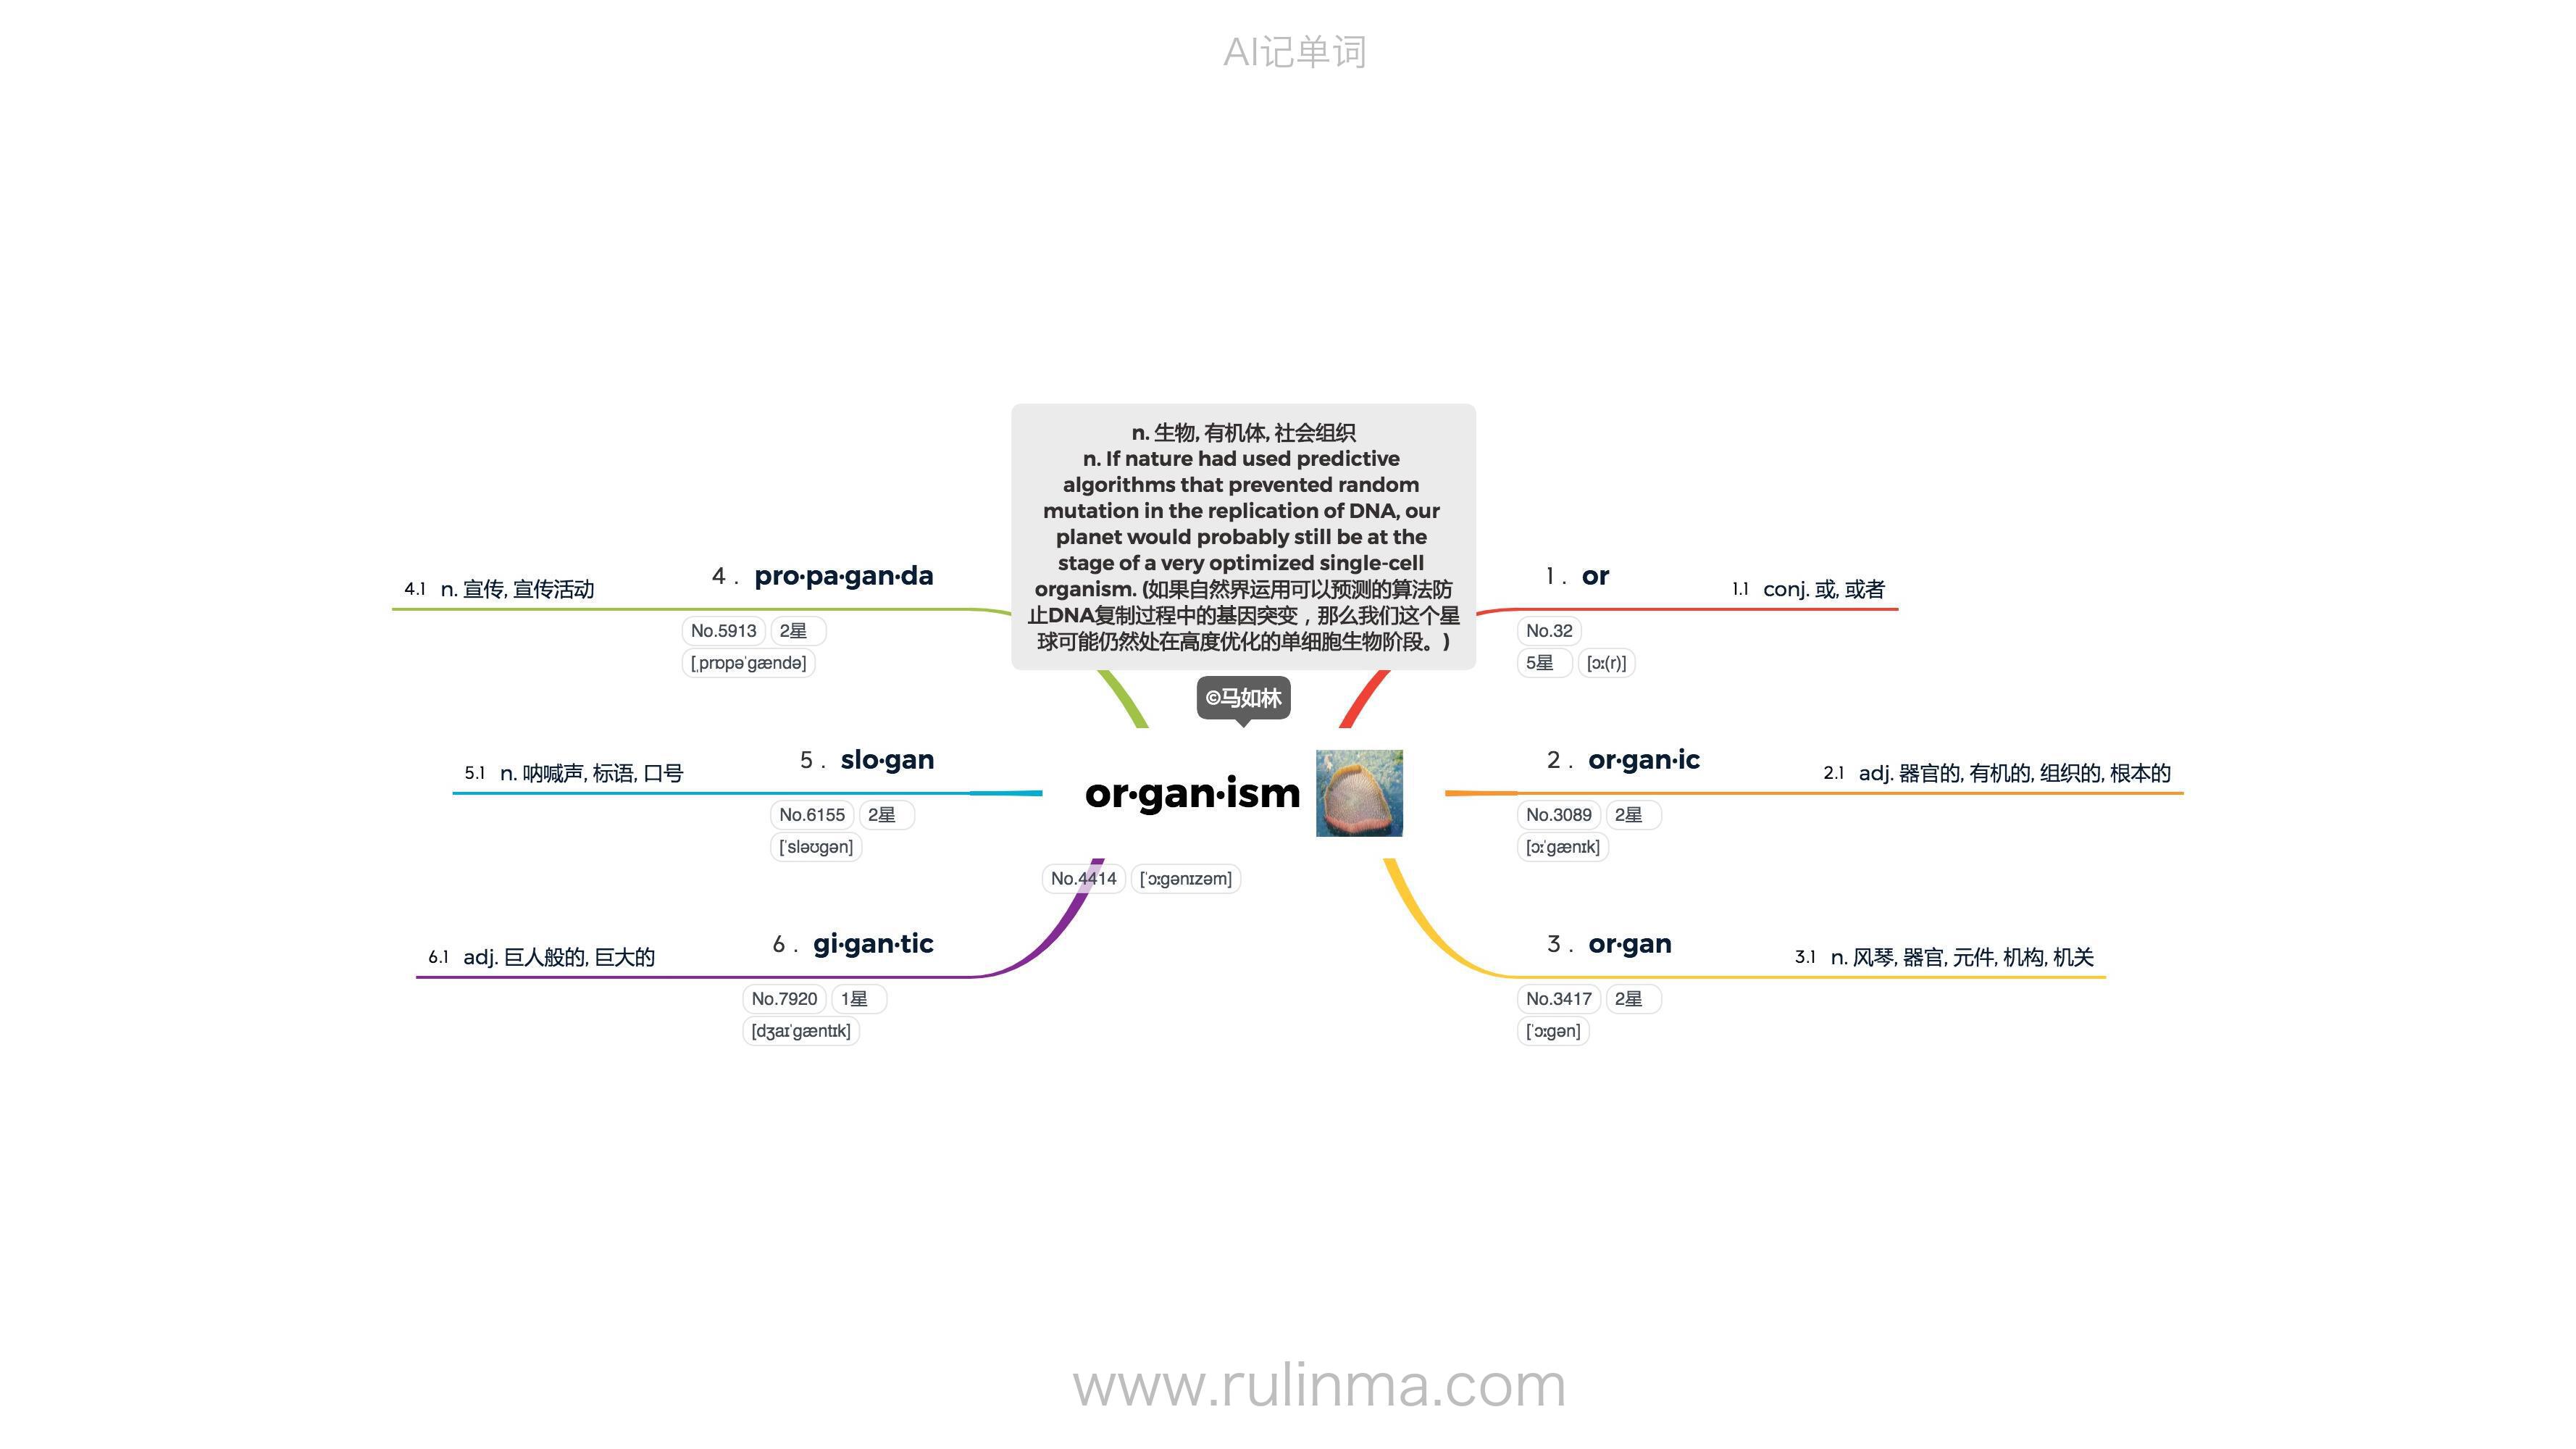 AI记单词
n. 生物, 有机体, 社会组织
n. If nature had used predictive
algorithms that prevented random
mutation in the replication of DNA, our
planet would probably still be at the
stage of a very optimized single-cell
organism. (如果自然界运用可以预测的算法防
止DNA复制过程中的基因突变，那么我们这个星
球可能仍然处在高度优化的单细胞生物阶段。)
©马如林
or·gan·ism
No.4414 [ˈɔːgənɪzəm]
1. or
1.1 conj. 或, 或者
No.32
5星 [ɔː(r)]
2. or·gan·ic
2.1 adj. 器官的, 有机的, 组织的, 根本的
No.3089 2星
[ɔːˈgænɪk]
3. or·gan
3.1 n. 风琴, 器官, 元件, 机构, 机关
No.3417 2星
[ˈɔːgən]
4. pro·pa·gan·da
4.1 n. 宣传, 宣传活动
No.5913 2星
[ˌprɒpəˈgændə]
5. slo·gan
5.1 n. 呐喊声, 标语, 口号
No.6155 2星
[ˈsləʊgən]
6. gi·gan·tic
6.1 adj. 巨人般的, 巨大的
No.7920 1星
[dʒaɪˈgæntɪk]
www.rulinma.com